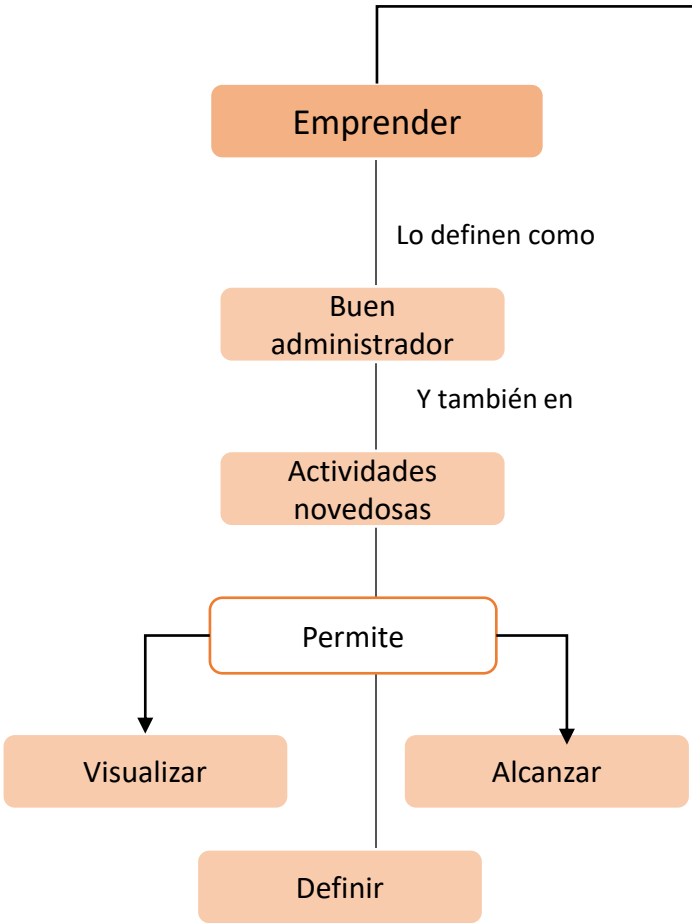 Emprender
Lo definen como
Buen
administrador
Y también en
Actividades
novedosas
Permite
Visualizar
Alcanzar
Definir